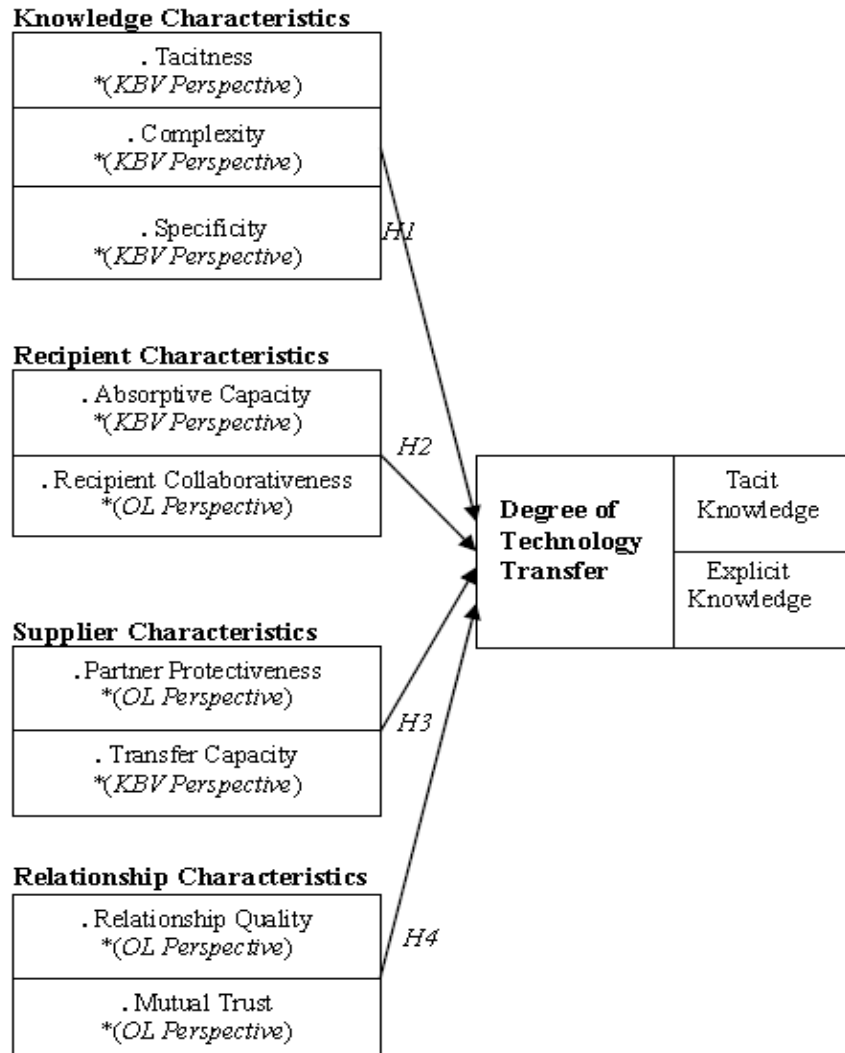 Knowledge Characteristics
. Tacitness
*(KBV Perspective)
. Complexity
*(KBV Perspective)
. Specificity
*(KBV Perspective)
H1
Recipient Characteristics
. Absorptive Capacity
*(KBV Perspective)
. Recipient Collaborativeness
*(OL Perspective)
H2
Supplier Characteristics
. Partner Protectiveness
*(OL Perspective)
. Transfer Capacity
*(KBV Perspective)
H3
Relationship Characteristics
. Relationship Quality
*(OL Perspective)
. Mutual Trust
*(OL Perspective)
H4
Degree of
Technology
Transfer
Tacit
Knowledge
Explicit
Knowledge